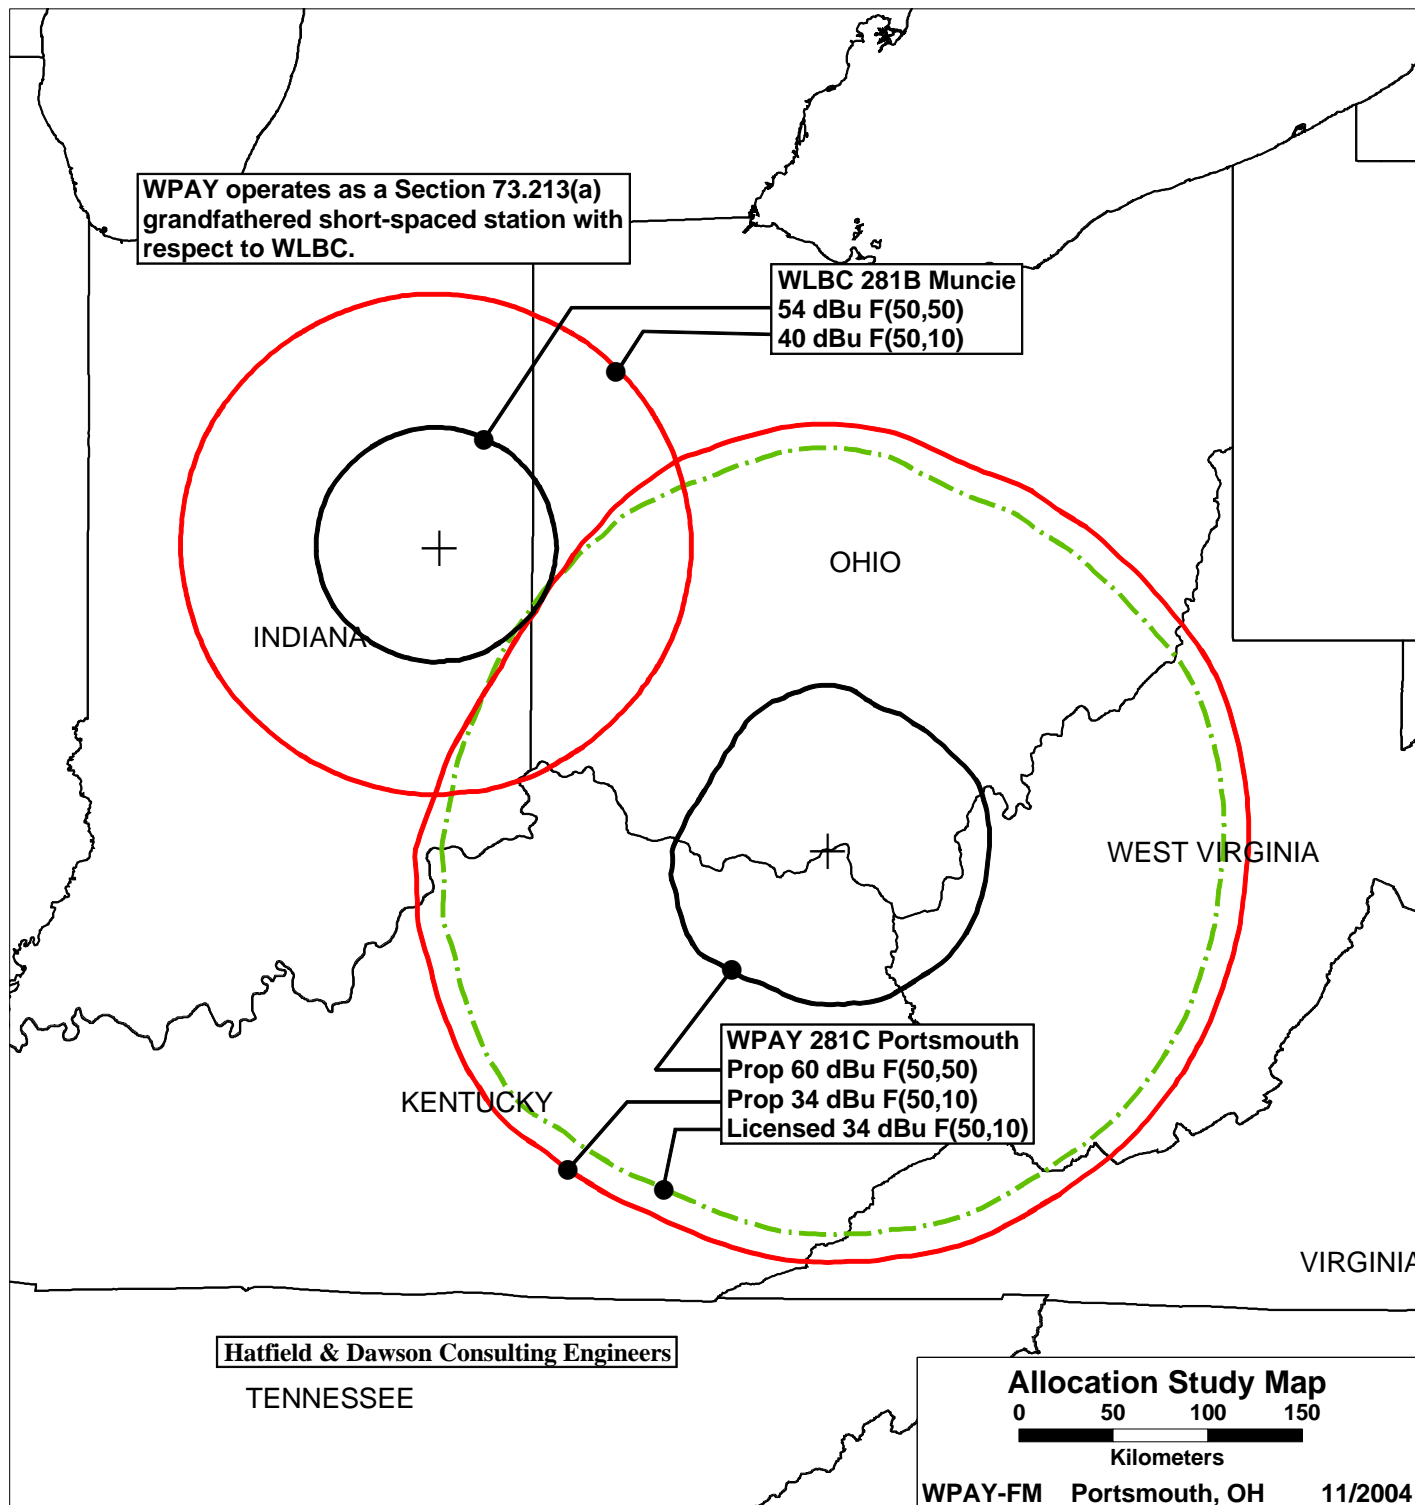 WPAY operates as a Section 73.213(a)
grandfathered short-spaced station with
respect to WLBC.
WLBC 281B Muncie
54 dBu F(50,50)
40 dBu F(50,10)
OHIO
INDIANA
WEST VIRGINIA
WPAY 281C Portsmouth
Prop 60 dBu F(50,50)
Prop 34 dBu F(50,10)
Licensed 34 dBu F(50,10)
KENTUCKY
VIRGINIA
Hatfield & Dawson Consulting Engineers
TENNESSEE
Allocation Study Map
0 50 100 150
Kilometers
WPAY-FM Portsmouth, OH 11/2004